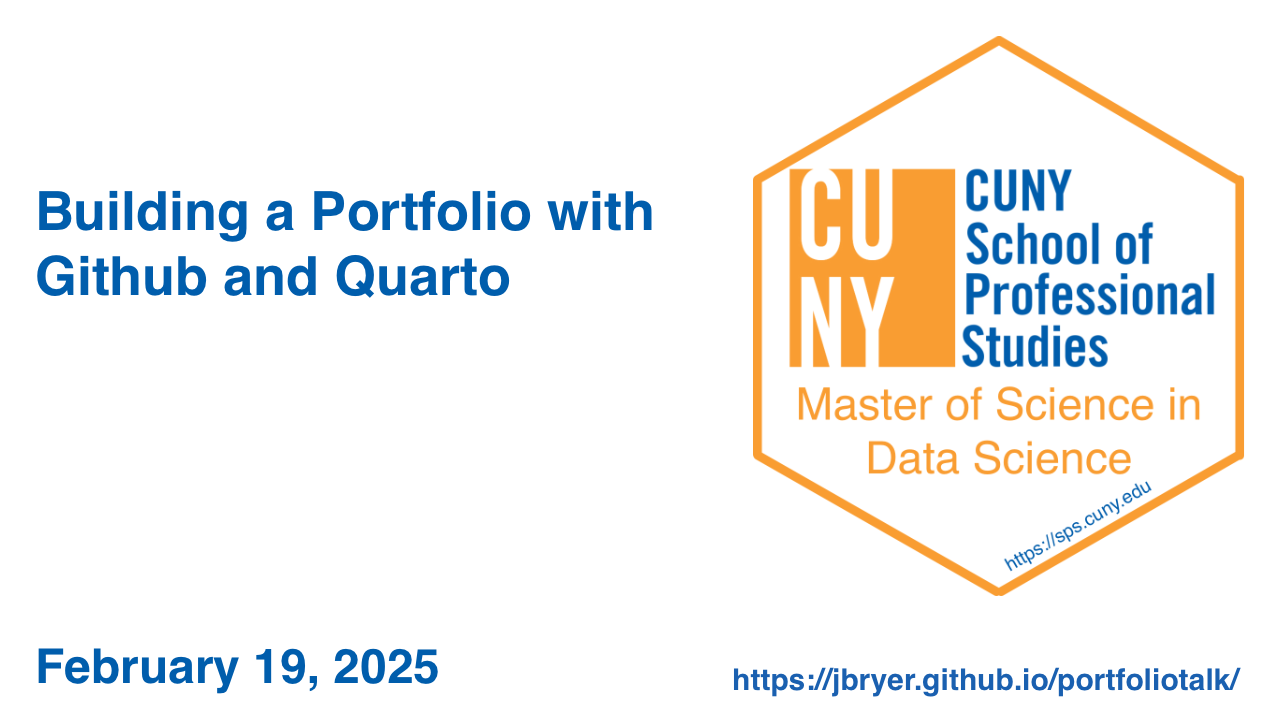 Building a Portfolio with
Github and Quarto
CU
NY
CUNY
School of
Professional
Studies
Master of Science in
Data Science
https://sps.cuny.edu
February 19, 2025
https://jbryer.github.io/portfoliotalk/